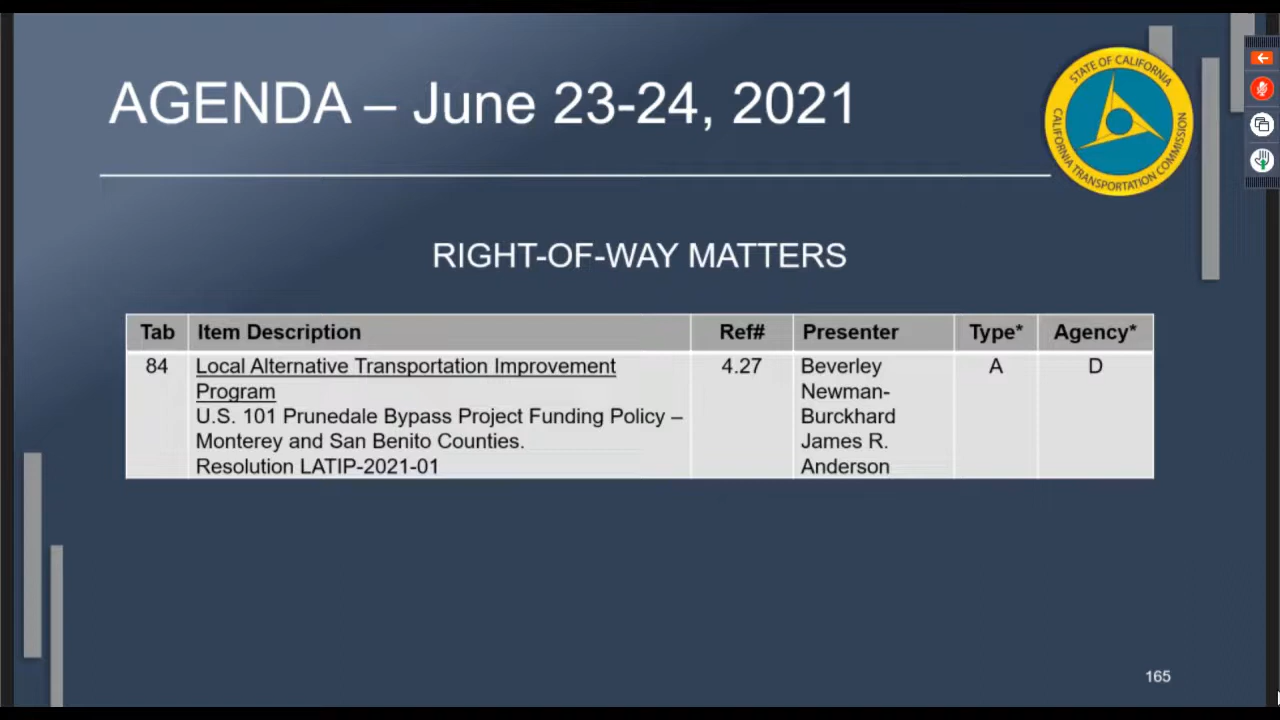 AGENDA – June 23-24, 2021
STATE OF CALIFORNIA
CALIFORNIA TRANSPORTATION COMMISSION
RIGHT-OF-WAY MATTERS
Tab Item Description Ref# Presenter Type* Agency*
84 Local Alternative Transportation Improvement 4.27 Beverley A D
Program Newman-
U.S. 101 Prunedale Bypass Project Funding Policy – Burckhard
Monterey and San Benito Counties. James R.
Resolution LATIP-2021-01 Anderson
165